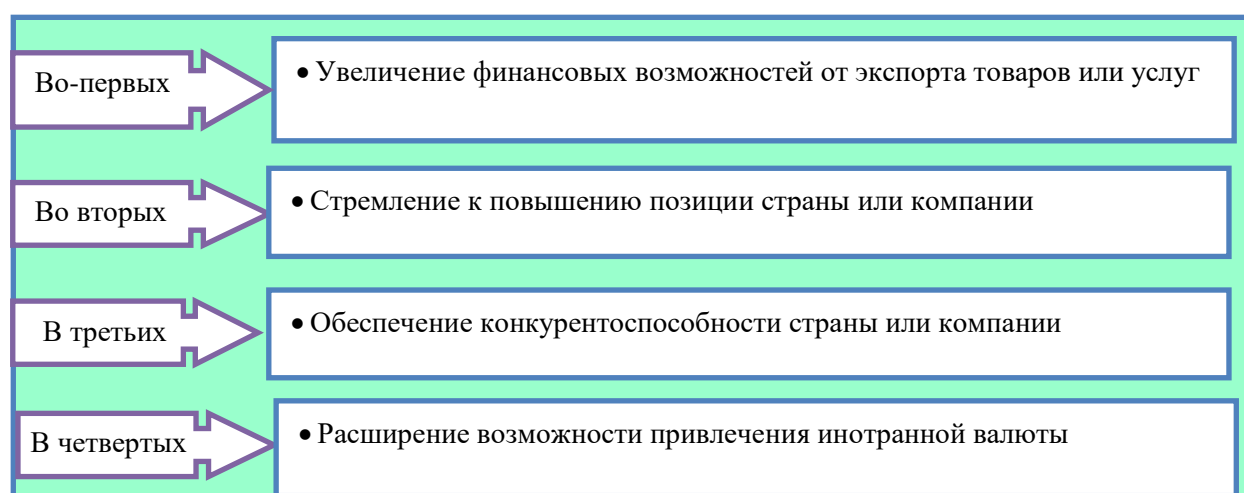 Во-первых
• Увеличение финансовых возможностей от экспорта товаров или услуг
Во вторых
• Стремление к повышению позиции страны или компании
В третьих
• Обеспечение конкурентоспособности страны или компании
В четвертых
• Расширение возможности привлечения инотранной валюты